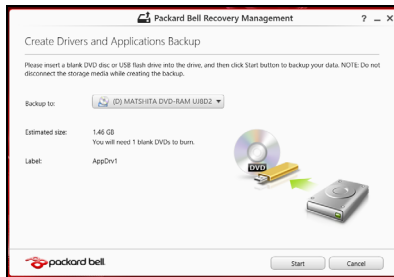 Packard Bell Recovery Management
Create Drivers and Applications Backup
Please insert a blank DVD disc or USB flash drive into the drive, and then click Start button to backup your data. NOTE: Do not
disconnect the storage media while creating the backup.
Backup to: (D) MATSHITA DVD-RAM UJ8D2
Estimated size: 1.46 GB
You will need 1 blank DVDs to burn.
Label: AppDrv1
DVD
packard bell
Start Cancel